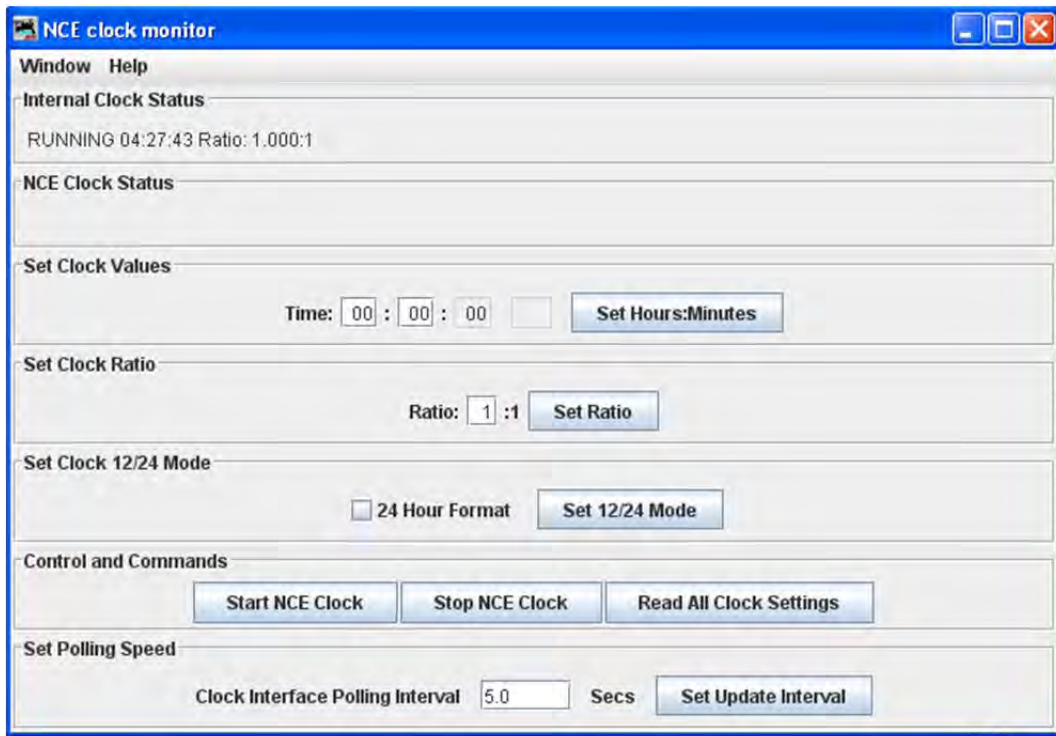 NCE clock monitor
Window Help
Internal Clock Status
RUNNING 04:27:43 Ratio: 1.000:1
NCE Clock Status
Set Clock Values
Time: 00 : 00 : 00 Set Hours:Minutes
Set Clock Ratio
Ratio: 1 :1 Set Ratio
Set Clock 12/24 Mode
24 Hour Format Set 12/24 Mode
Control and Commands
Start NCE Clock Stop NCE Clock Read All Clock Settings
Set Polling Speed
Clock Interface Polling Interval 5.0 Secs Set Update Interval